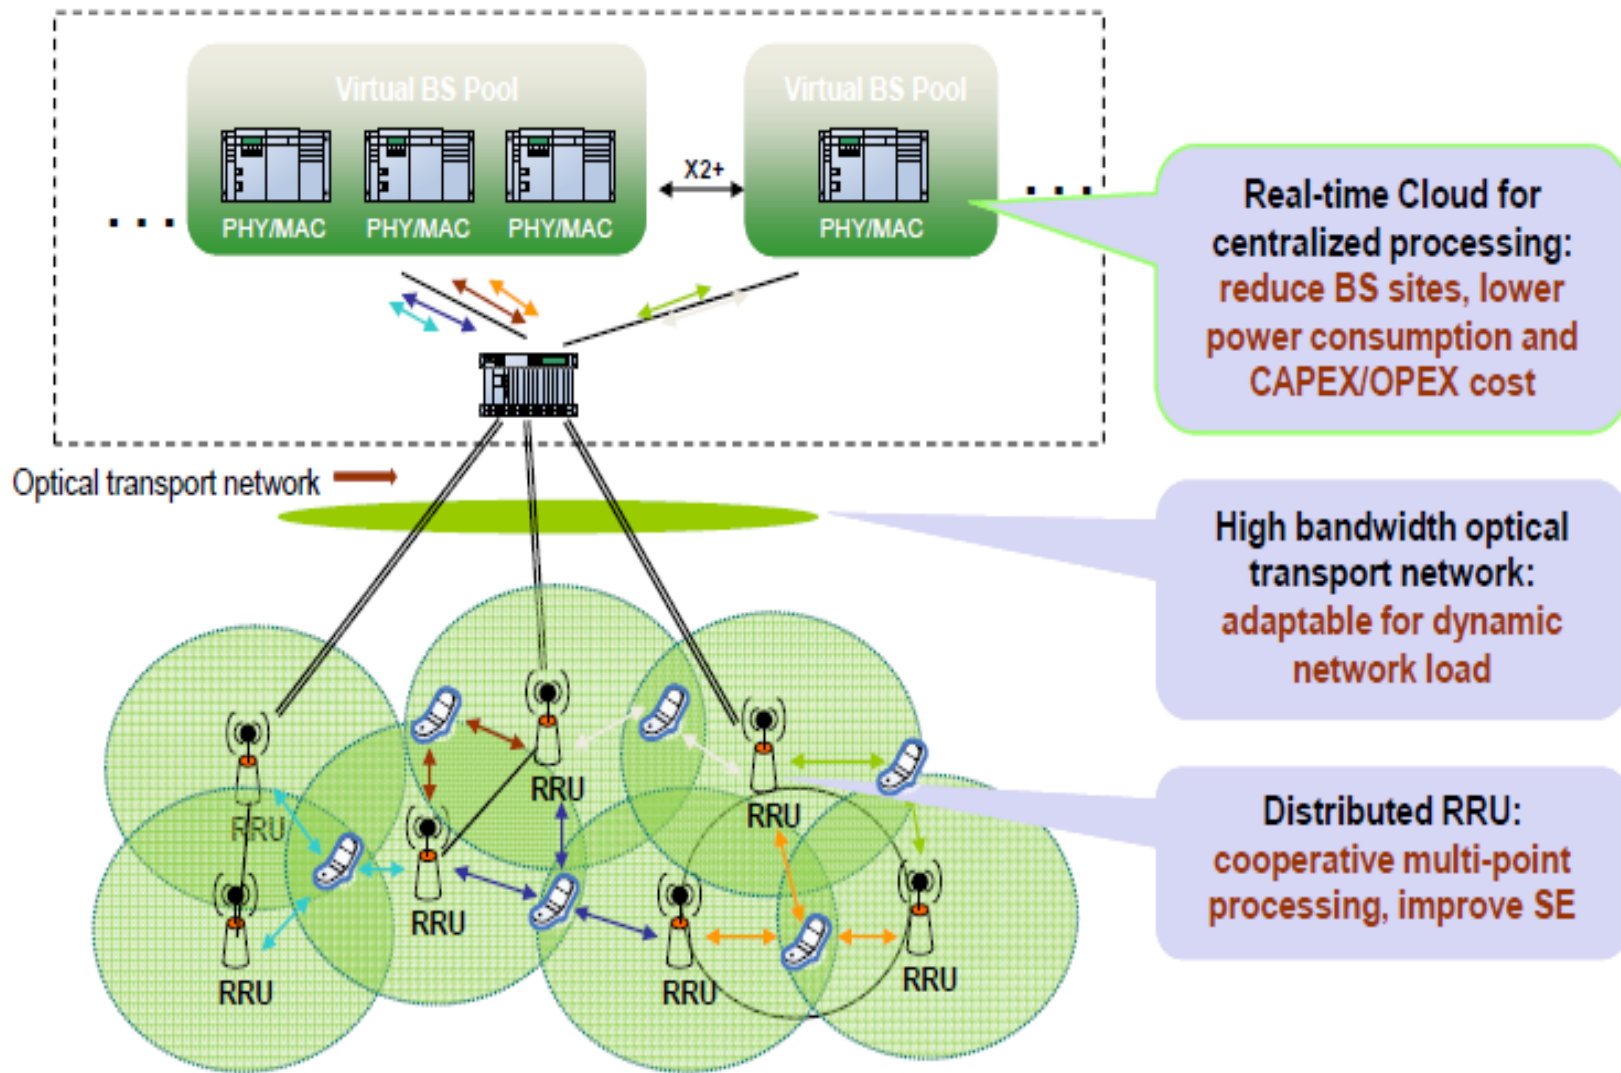 Virtual BS Pool
Virtual BS Pool
X2+
PHY/MAC
PHY/MAC
PHY/MAC
PHY/MAC
. . .
. . .
Real-time Cloud for
centralized processing:
reduce BS sites, lower
power consumption and
CAPEX/OPEX cost
Optical transport network
High bandwidth optical
transport network:
adaptable for dynamic
network load
RRU
RRU
RRU
RRU
RRU
RRU
RRU
Distributed RRU:
cooperative multi-point
processing, improve SE